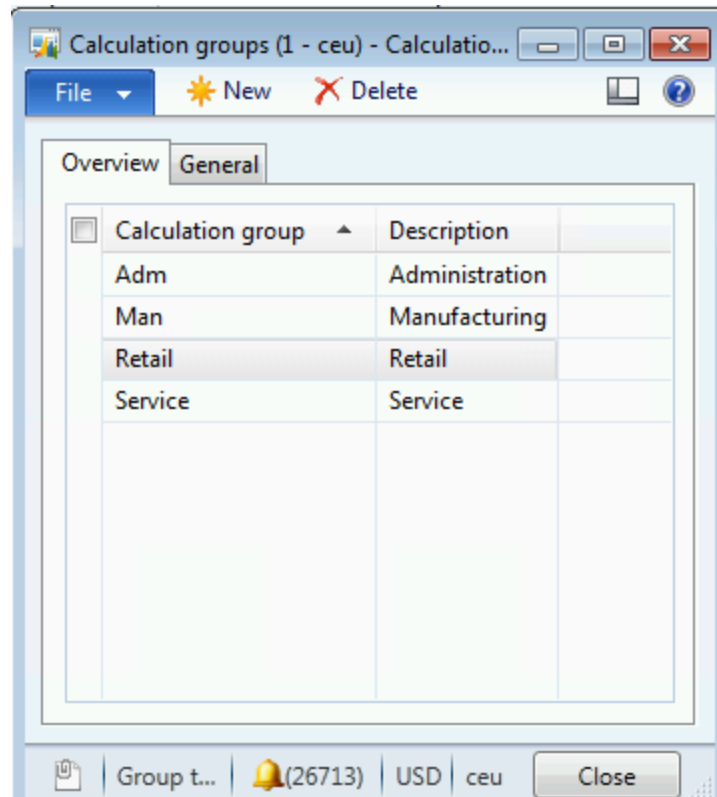 Calculation groups (1 - ceu) - Calculatio...
File New Delete
Overview General
Calculation group Description
Adm Administration
Man Manufacturing
Retail Retail
Service Service
Group t... (26713) USD ceu Close